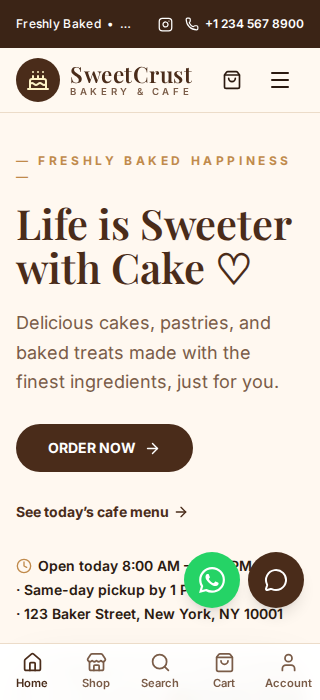 Freshly Baked • ...
+1 234 567 8900
SweetCrust
BAKERY & CAFE
— FRESHLY BAKED HAPPINESS
—
Life is Sweeter
with Cake ♡
Delicious cakes, pastries, and
baked treats made with the
finest ingredients, just for you.
ORDER NOW →
See today's cafe menu →
Open today 8:00 AM
· Same-day pickup by 1
· 123 Baker Street, New York, NY 10001
Home
Shop
Search
Cart
Account